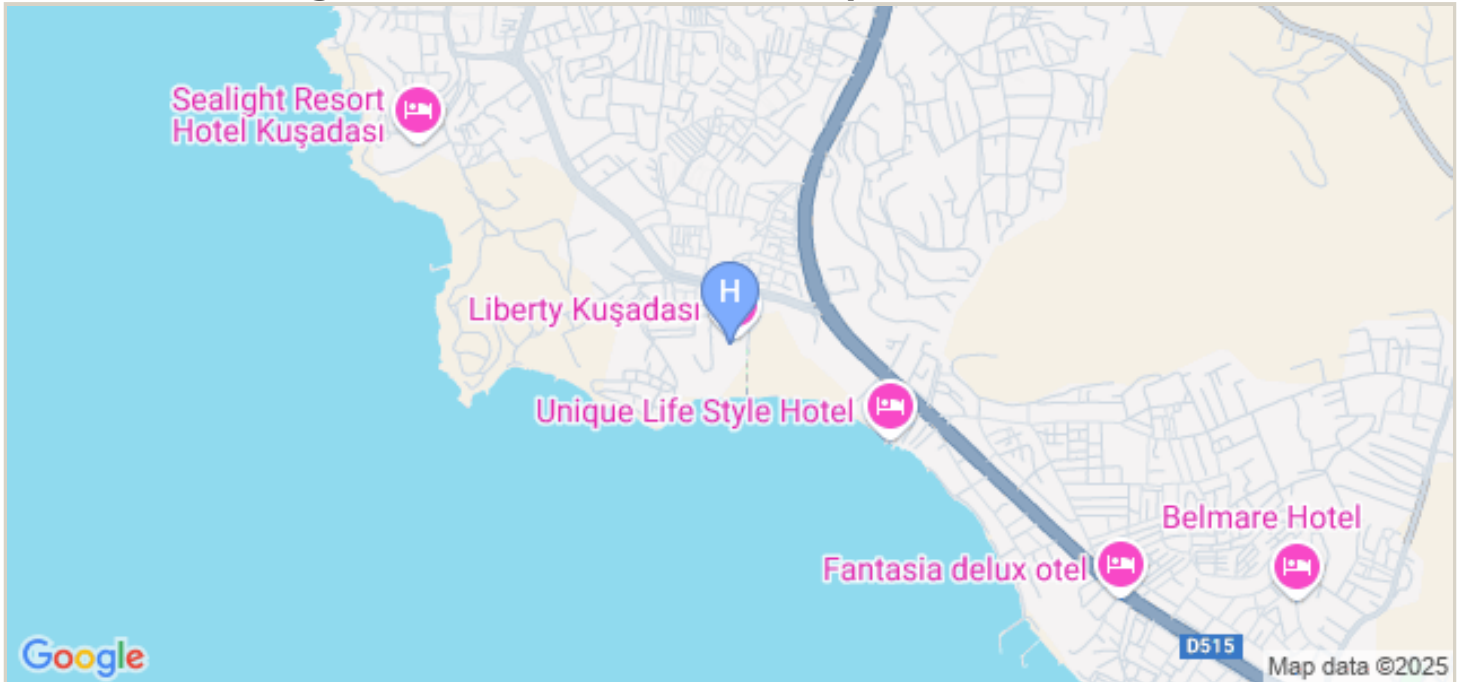 Sealight Resort
Hotel Kuşadası
H
Liberty Kuşadası
Unique Life Style Hotel
Belmare Hotel
Fantasia delux otel
D515
Google
Map data ©2025